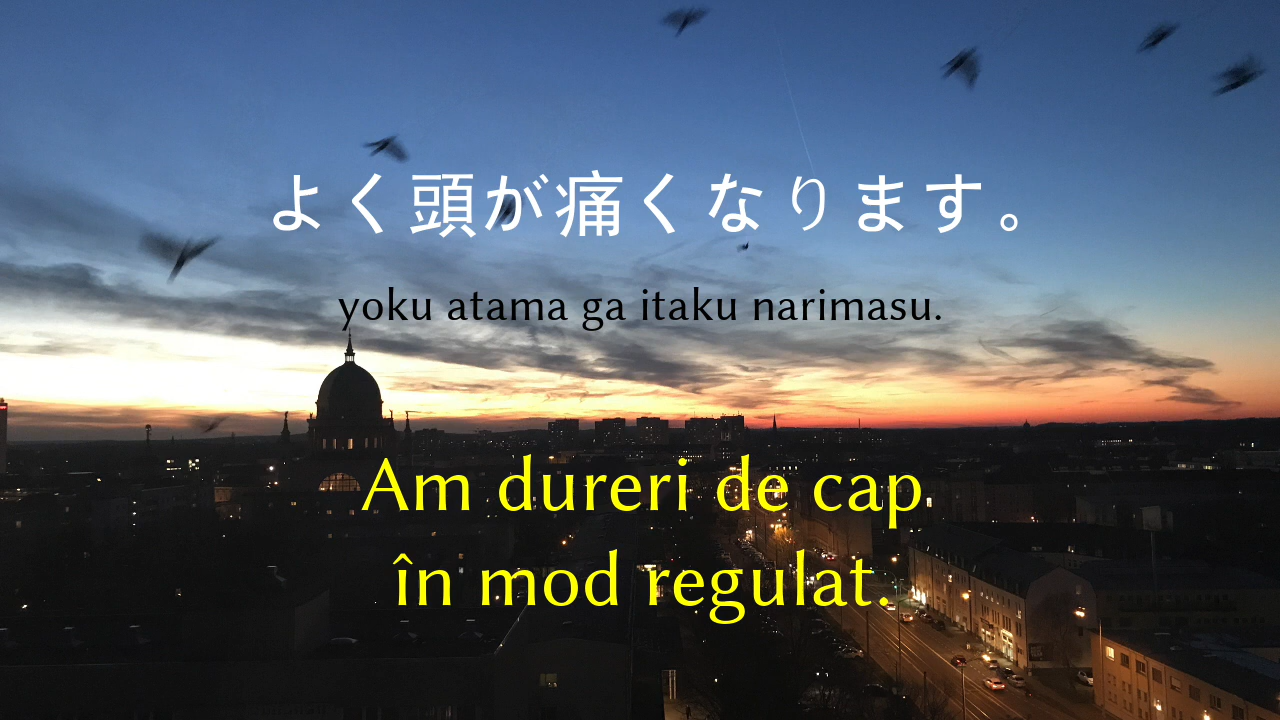 よく頭が痛くなります。
yoku atama ga itaku narimasu.
Am dureri de cap
în mod regulat.